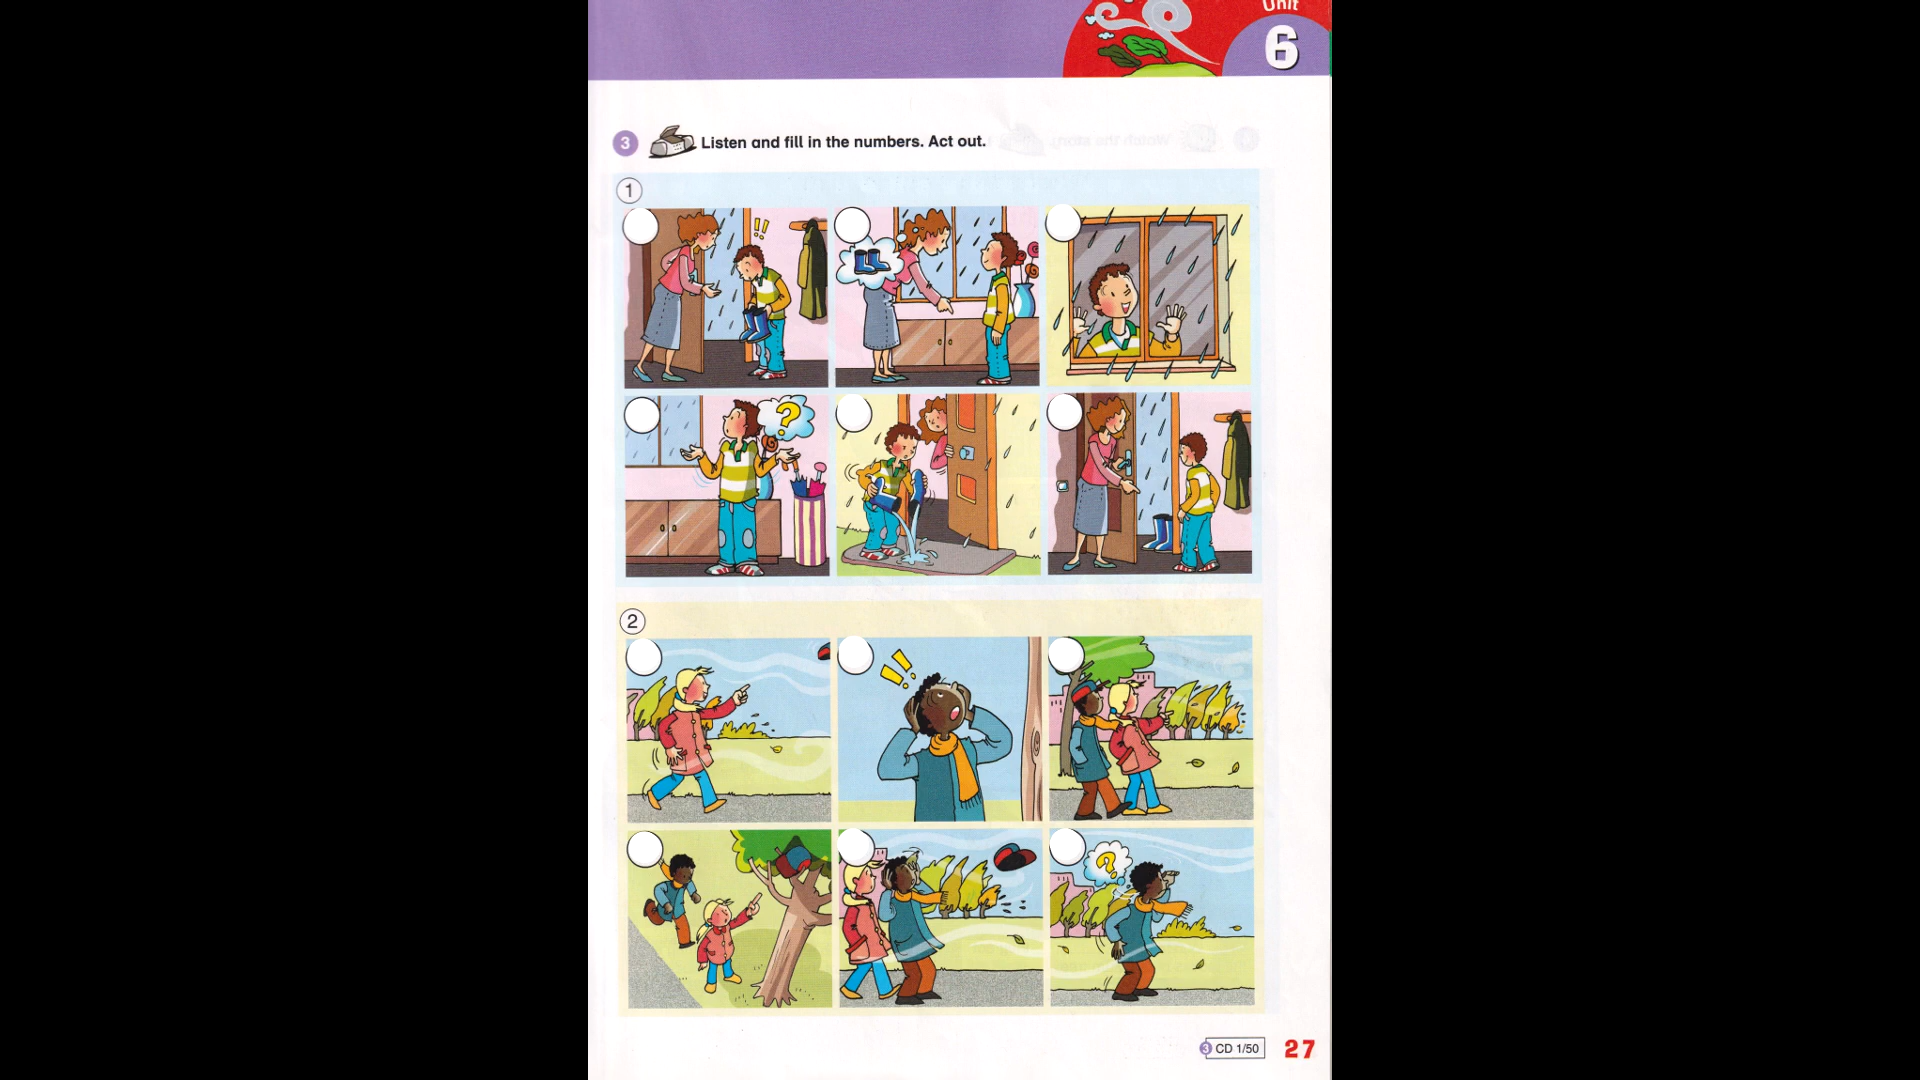 Unit
6
3 Listen and fill in the numbers. Act out.
1
!!
?
2
!!
?
3 CD 1/50 27